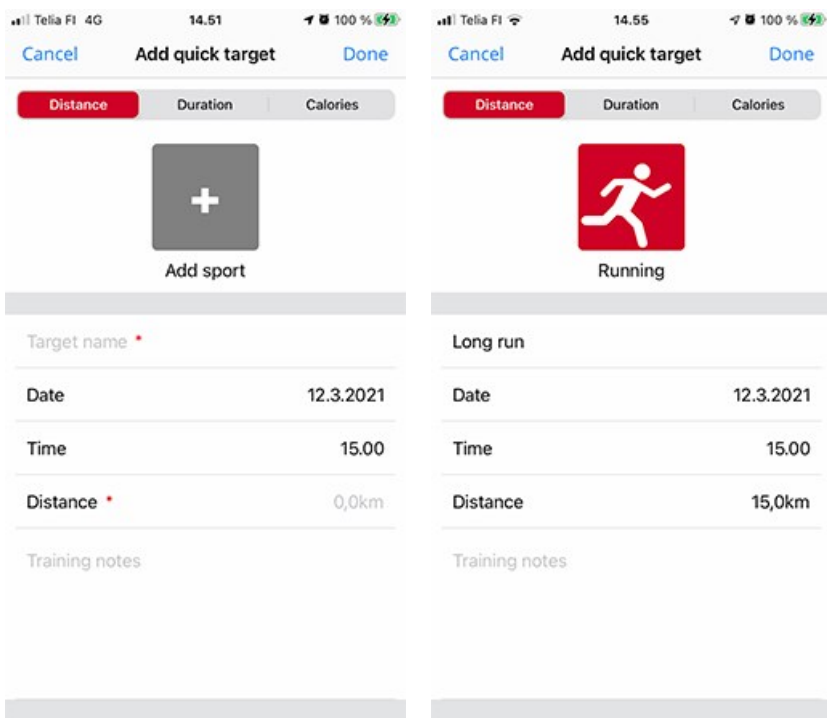 Telia FI 4G 14.51 100 %
Cancel Add quick target Done
Distance Duration Calories
Add sport
Target name *
Date 12.3.2021
Time 15.00
Distance * 0,0km
Training notes
Telia FI 14.55 100 %
Cancel Add quick target Done
Distance Duration Calories
Running
Long run
Date 12.3.2021
Time 15.00
Distance 15,0km
Training notes